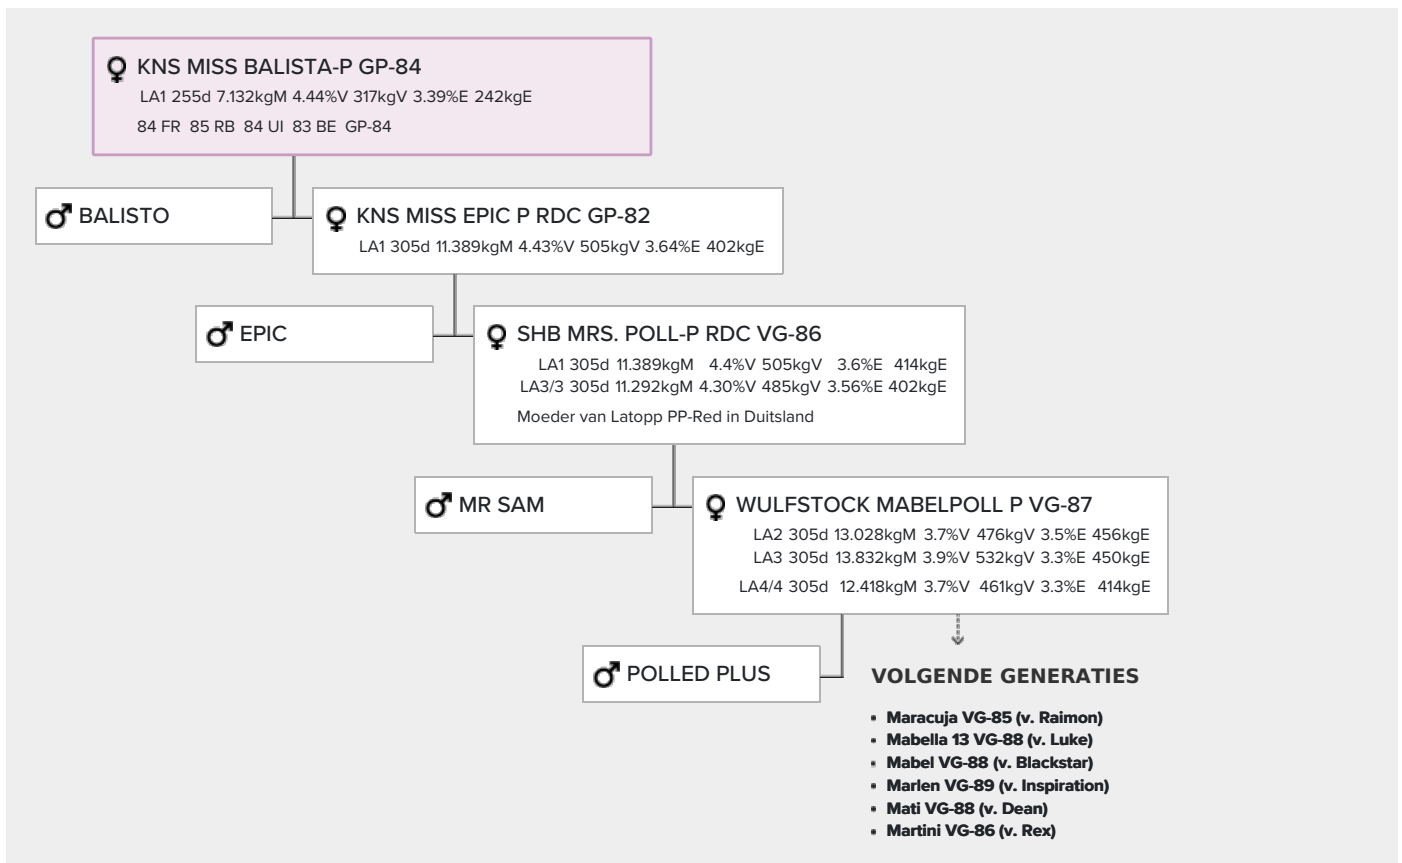 KNS MISS BALISTA-P GP-84
LA1 255d 7.132kgM 4.44%V 317kgV 3.39%E 242kgE
84 FR 85 RB 84 UI 83 BE GP-84
BALISTO
KNS MISS EPIC P RDC GP-82
LA1 305d 11.389kgM 4.43%V 505kgV 3.64%E 402kgE
EPIC
SHB MRS. POLL-P RDC VG-86
LA1 305d 11.389kgM 4.4%V 505kgV 3.6%E 414kgE
LA3/3 305d 11.292kgM 4.30%V 485kgV 3.56%E 402kgE
Moeder van Latopp PP-Red in Duitsland
MR SAM
WULFSTOCK MABELPOLL P VG-87
LA2 305d 13.028kgM 3.7%V 476kgV 3.5%E 456kgE
LA3 305d 13.832kgM 3.9%V 532kgV 3.3%E 450kgE
LA4/4 305d 12.418kgM 3.7%V 461kgV 3.3%E 414kgE
POLLED PLUS
VOLGENDE GENERATIES
• Maracuja VG-85 (v. Raimon)
• Mabella 13 VG-88 (v. Luke)
• Mabel VG-88 (v. Blackstar)
• Marlen VG-89 (v. Inspiration)
• Mati VG-88 (v. Dean)
• Martini VG-86 (v. Rex)